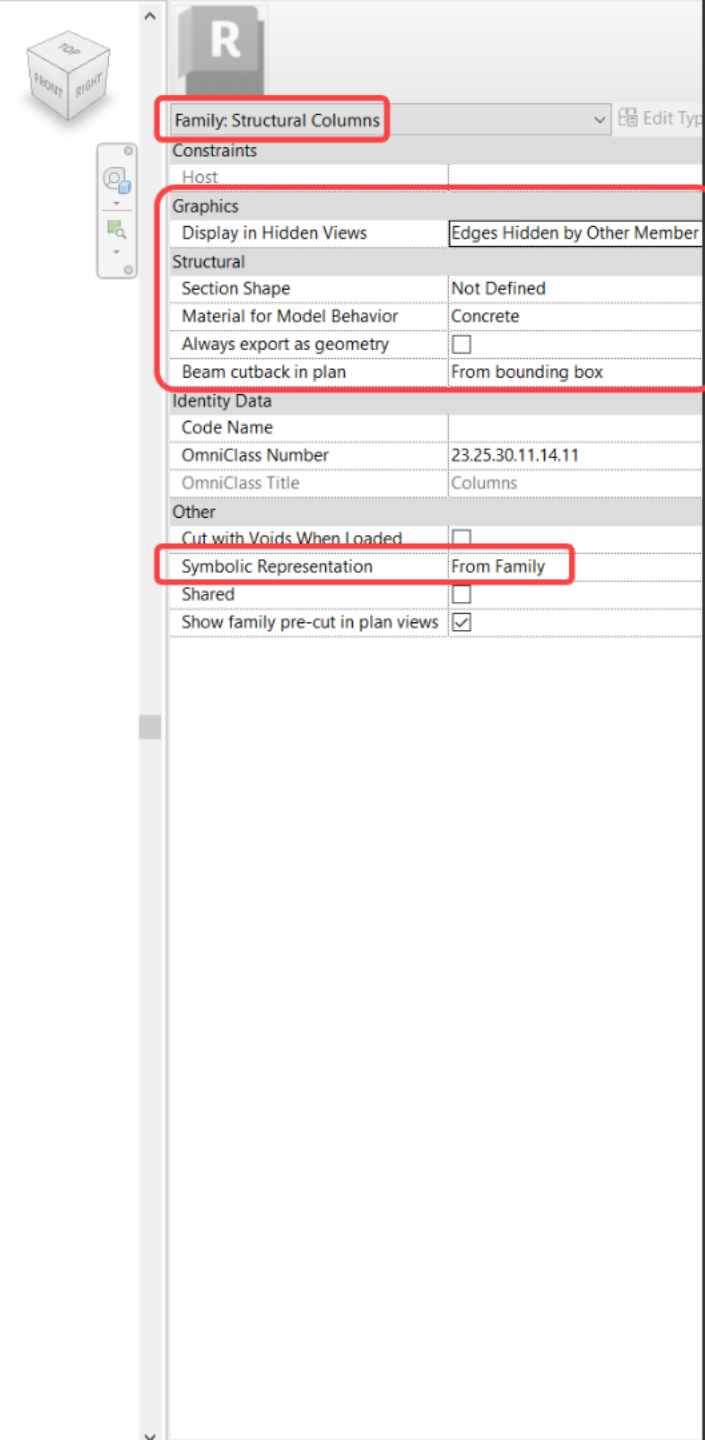 TOP
FRONT
RIGHT
R
Family: Structural Columns
Edit Typ
Constraints
Host
Graphics
Display in Hidden Views Edges Hidden by Other Member
Structural
Section Shape Not Defined
Material for Model Behavior Concrete
Always export as geometry
Beam cutback in plan From bounding box
Identity Data
Code Name
OmniClass Number 23.25.30.11.14.11
OmniClass Title Columns
Other
Cut with Voids When Loaded
Symbolic Representation From Family
Shared
Show family pre-cut in plan views